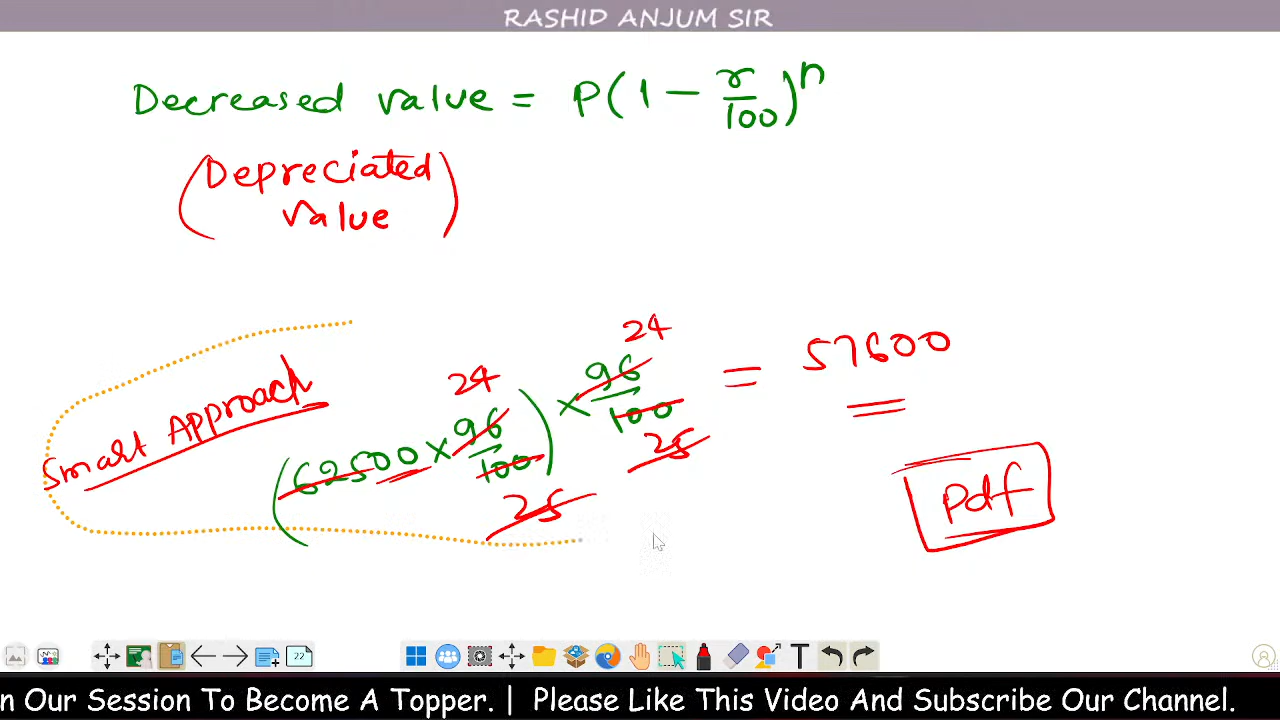 RASHID ANJUM SIR
Decreased value = P(1 - r/100)^n
(Depreciated
value)
Smart Approach
(62500 × 96/100) × 96/100 = 57600
24
24
25
25
pdf
22
T
n Our Session To Become A Topper. | Please Like This Video And Subscribe Our Channel.